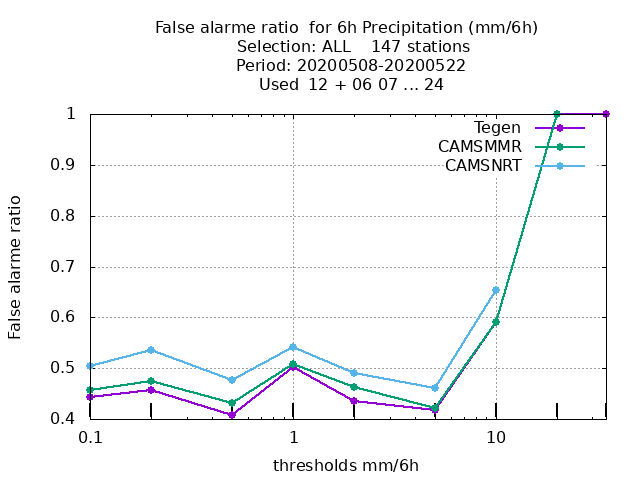 False alarme ratio  for 6h Precipitation (mm/6h)
Selection: ALL    147 stations
Period: 20200508-20200522
Used  12 + 06 07 ... 24
Tegen
CAMSMMR
CAMSNRT
1
0.9
0.8
0.7
0.6
0.5
0.4
False alarme ratio
0.1 1 10
thresholds mm/6h